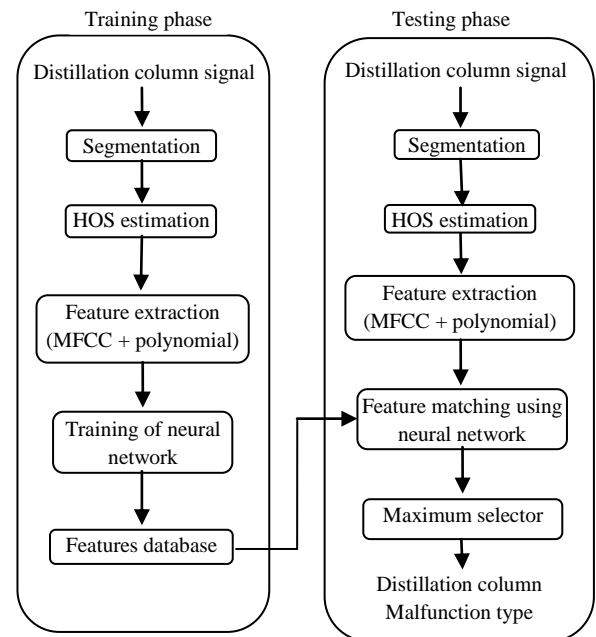 Training phase
Distillation column signal
Segmentation
HOS estimation
Feature extraction
(MFCC + polynomial)
Training of neural
network
Features database
Testing phase
Distillation column signal
Segmentation
HOS estimation
Feature extraction
(MFCC + polynomial)
Feature matching using
neural network
Maximum selector
Distillation column
Malfunction type